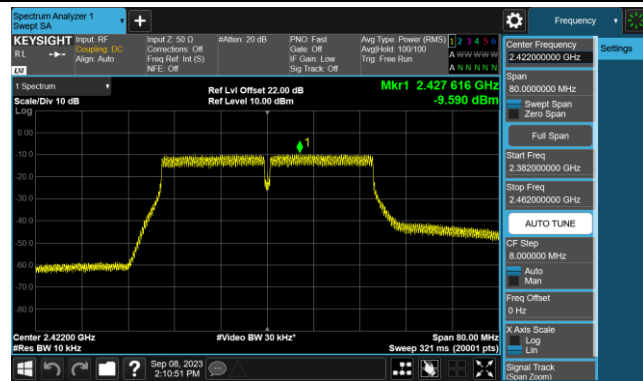 Spectrum Analyzer 1
Swept SA
Frequency
KEYSIGHT
R L
LXI
Input: RF
Coupling: DC
Align: Auto
Input Z: 50 Ω
Corrections: Off
Freq Ref: Int (S)
NFE: Off
#Atten: 20 dB
PNO: Fast
Gate: Off
IF Gain: Low
Sig Track: Off
Avg Type: Power (RMS)
Avg|Hold: 100/100
Trig: Free Run
1 2 3 4 5 6
A W W W W W
A N N N N N
1 Spectrum
Scale/Div 10 dB
Log
Ref Lvl Offset 22.00 dB
Ref Level 10.00 dBm
Mkr1 2.427 616 GHz
-9.590 dBm
0.00
-10.0
-20.0
-30.0
-40.0
-50.0
-60.0
-70.0
-80.0
1
Center 2.42200 GHz
#Res BW 10 kHz
#Video BW 30 kHz*
Span 80.00 MHz
Sweep 321 ms (20001 pts)
Center Frequency
2.422000000 GHz
Settings
Span
80.0000000 MHz
Swept Span
Zero Span
Full Span
Start Freq
2.382000000 GHz
Stop Freq
2.462000000 GHz
AUTO TUNE
CF Step
8.000000 MHz
Auto
Man
Freq Offset
0 Hz
X Axis Scale
Log
Lin
Signal Track
(Span Zoom)
?
Sep 08, 2023
2:10:51 PM